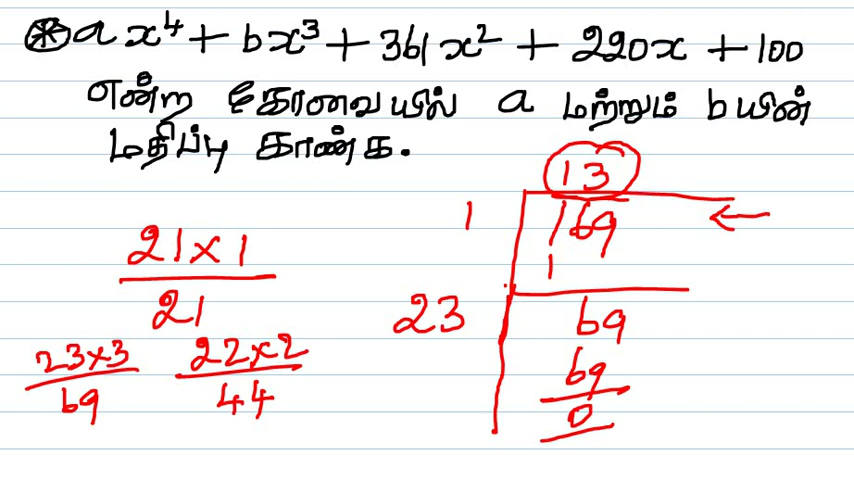 ⊛ ax⁴ + bx³ + 361x² + 220x + 100
என்ற கோவையில் a மற்றும் bயின்
மதிப்பு காண்க.
13
1 169 ←
1
23 69
69
0
21×1
21
23×3 22×2
69 44